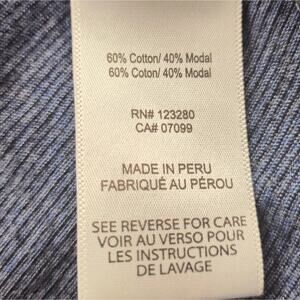 60% Cotton/ 40% Modal
60% Coton/ 40% Modal
RN# 123280
CA# 07099
MADE IN PERU
FABRIQUÉ AU PÉROU
SEE REVERSE FOR CARE
VOIR AU VERSO POUR
LES INSTRUCTIONS
DE LAVAGE